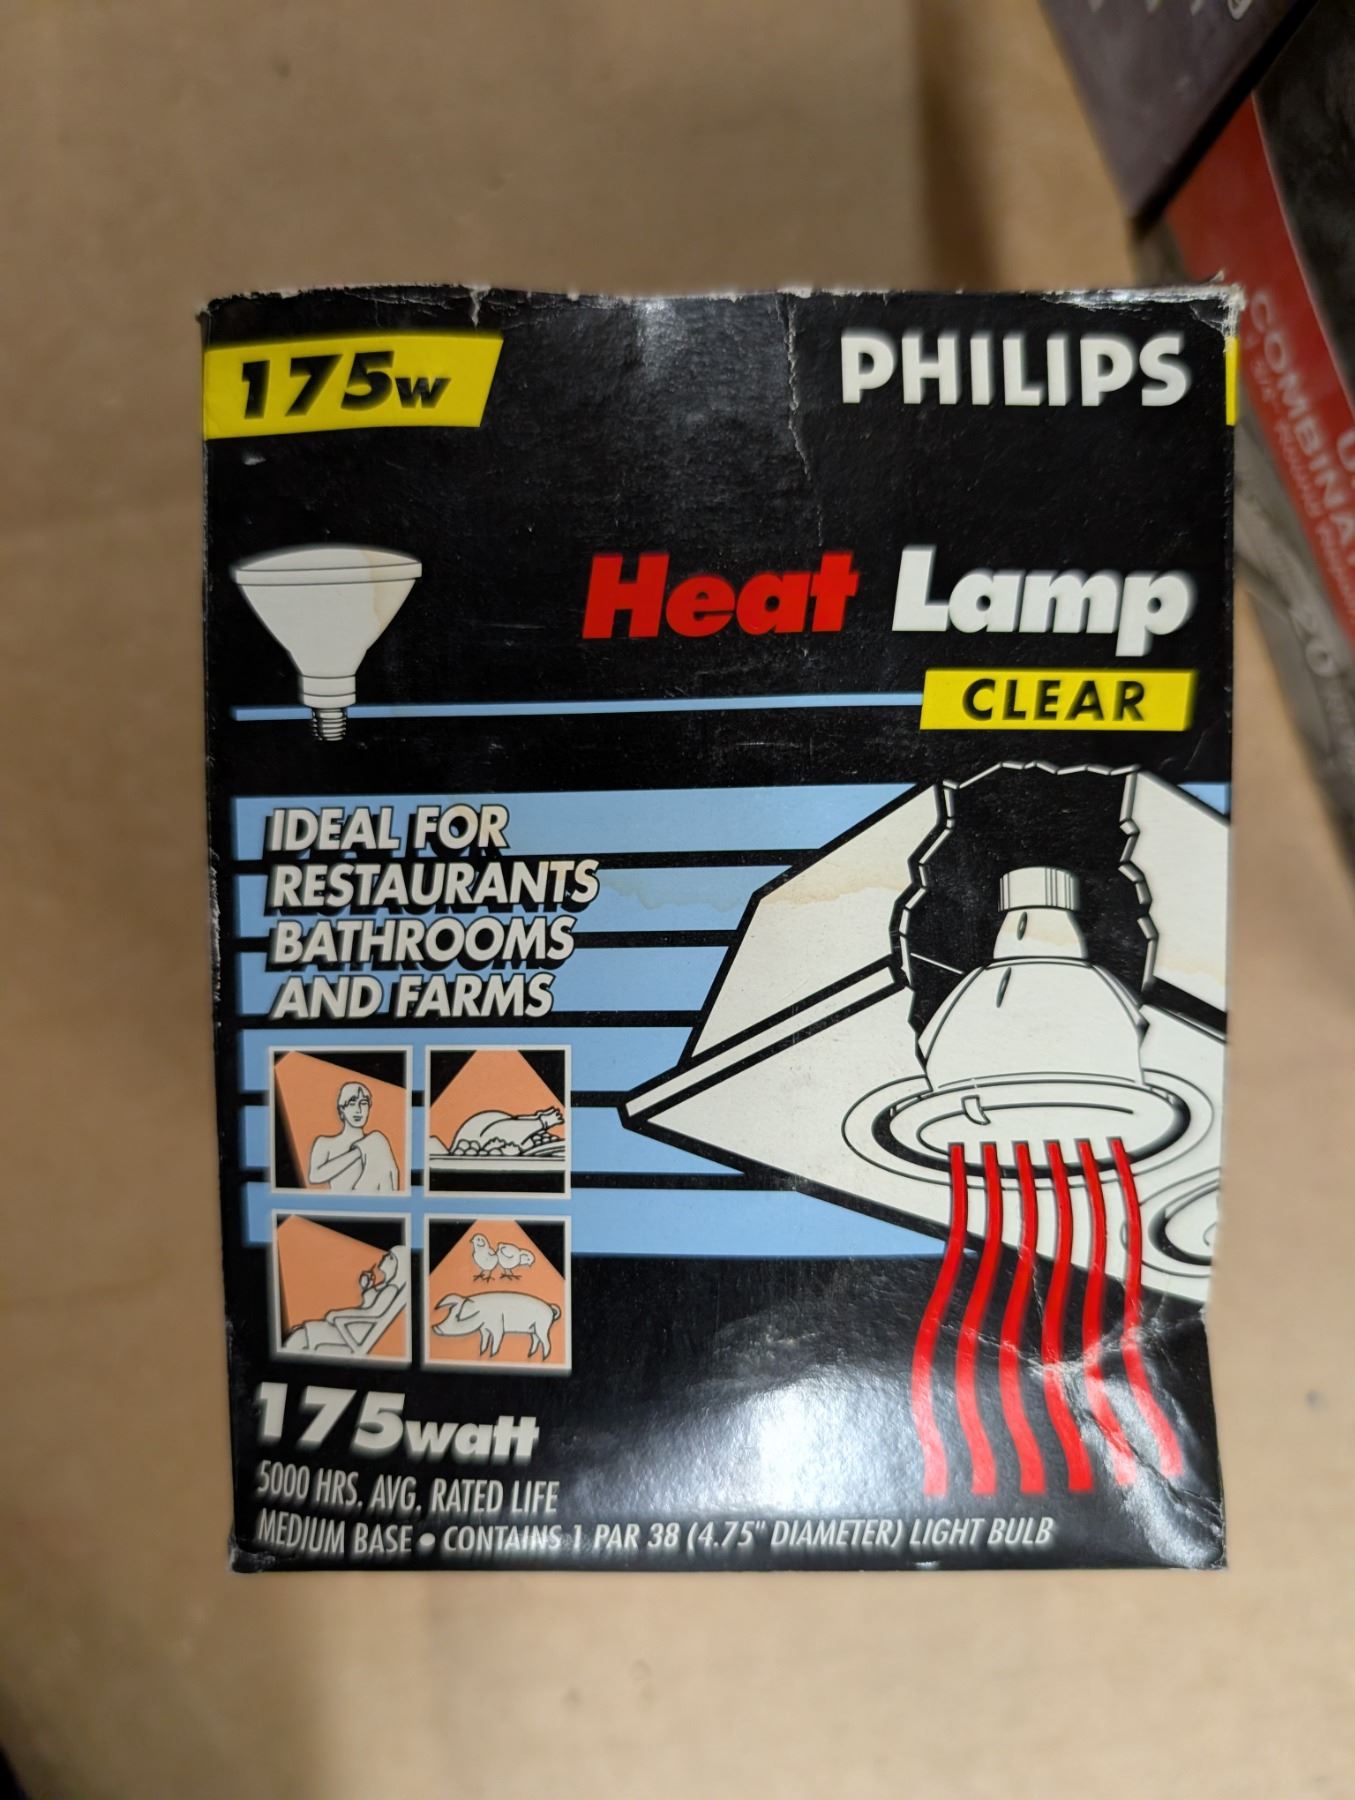 175w
PHILIPS
Heat Lamp
CLEAR
IDEAL FOR
RESTAURANTS
BATHROOMS
AND FARMS
175watt
5000 HRS. AVG. RATED LIFE
MEDIUM BASE • CONTAINS 1 PAR 38 (4.75" DIAMETER) LIGHT BULB